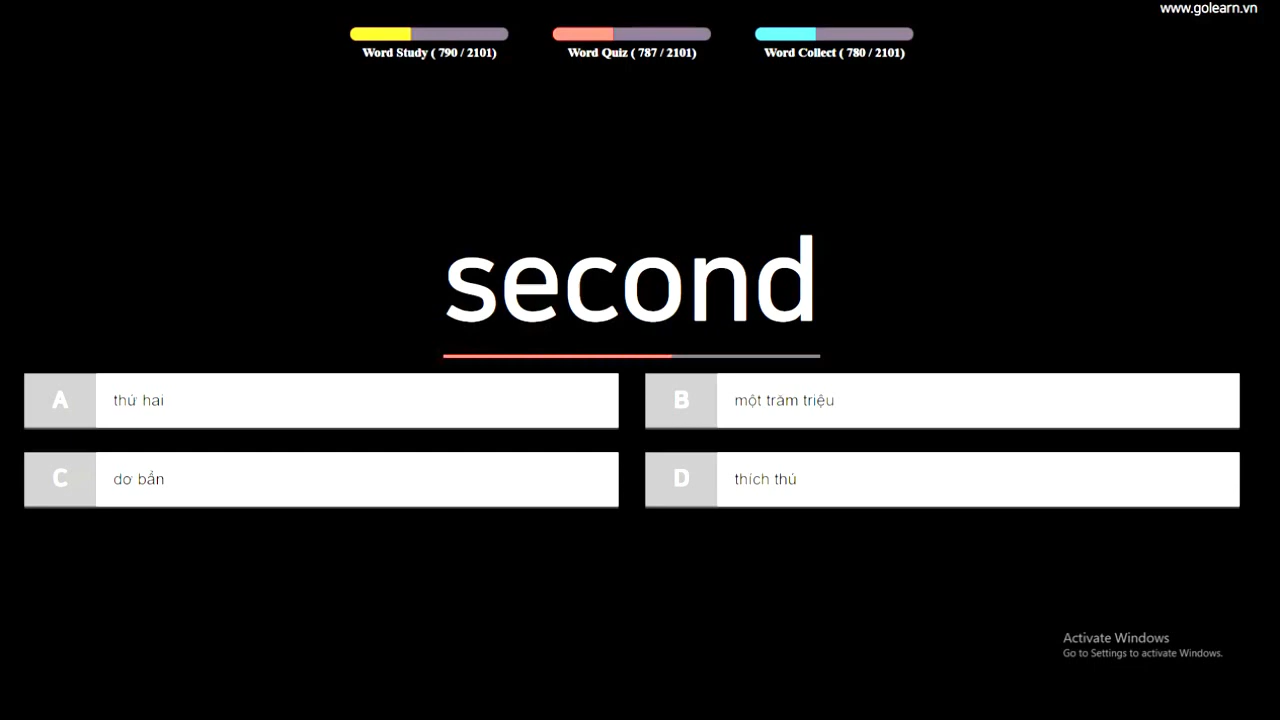 www.golearn.vn
Word Study ( 790 / 2101)
Word Quiz ( 787 / 2101)
Word Collect ( 780 / 2101)
second
A thứ hai
B một trăm triệu
C dơ bẩn
D thích thú
Activate Windows
Go to Settings to activate Windows.